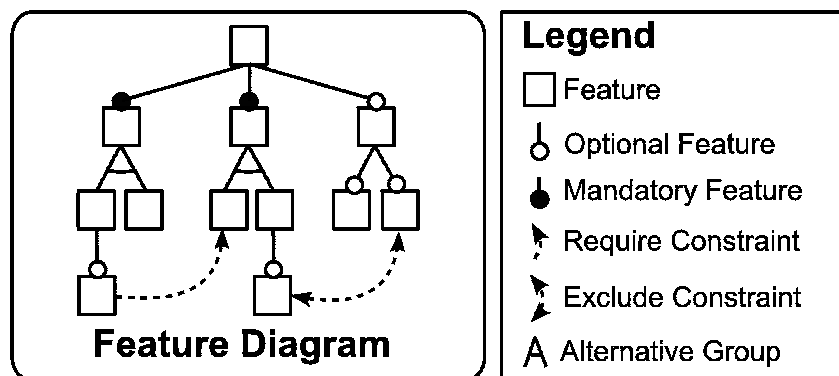 Legend
Feature
Optional Feature
Mandatory Feature
Require Constraint
Exclude Constraint
Alternative Group
Feature Diagram